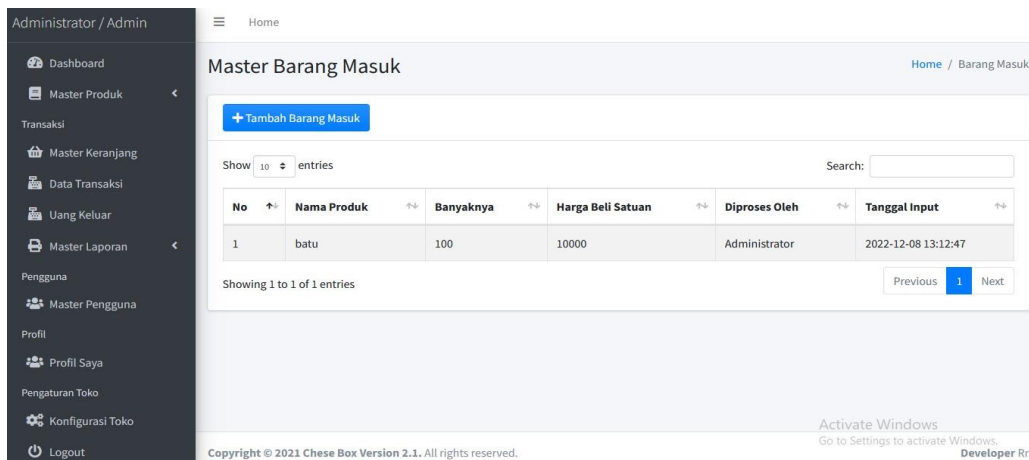 Administrator / Admin
Home
Dashboard
Master Produk
Transaksi
Master Keranjang
Data Transaksi
Uang Keluar
Master Laporan
Pengguna
Master Pengguna
Profil
Profil Saya
Pengaturan Toko
Konfigurasi Toko
Logout
Master Barang Masuk
Home / Barang Masuk
Tambah Barang Masuk
Show 10 entries
Search:
No Nama Produk Banyaknya Harga Beli Satuan Diproses Oleh Tanggal Input
1 batu 100 10000 Administrator 2022-12-08 13:12:47
Showing 1 to 1 of 1 entries
Previous 1 Next
Activate Windows
Go to Settings to activate Windows.
Copyright © 2021 Chese Box Version 2.1. All rights reserved.
Developer